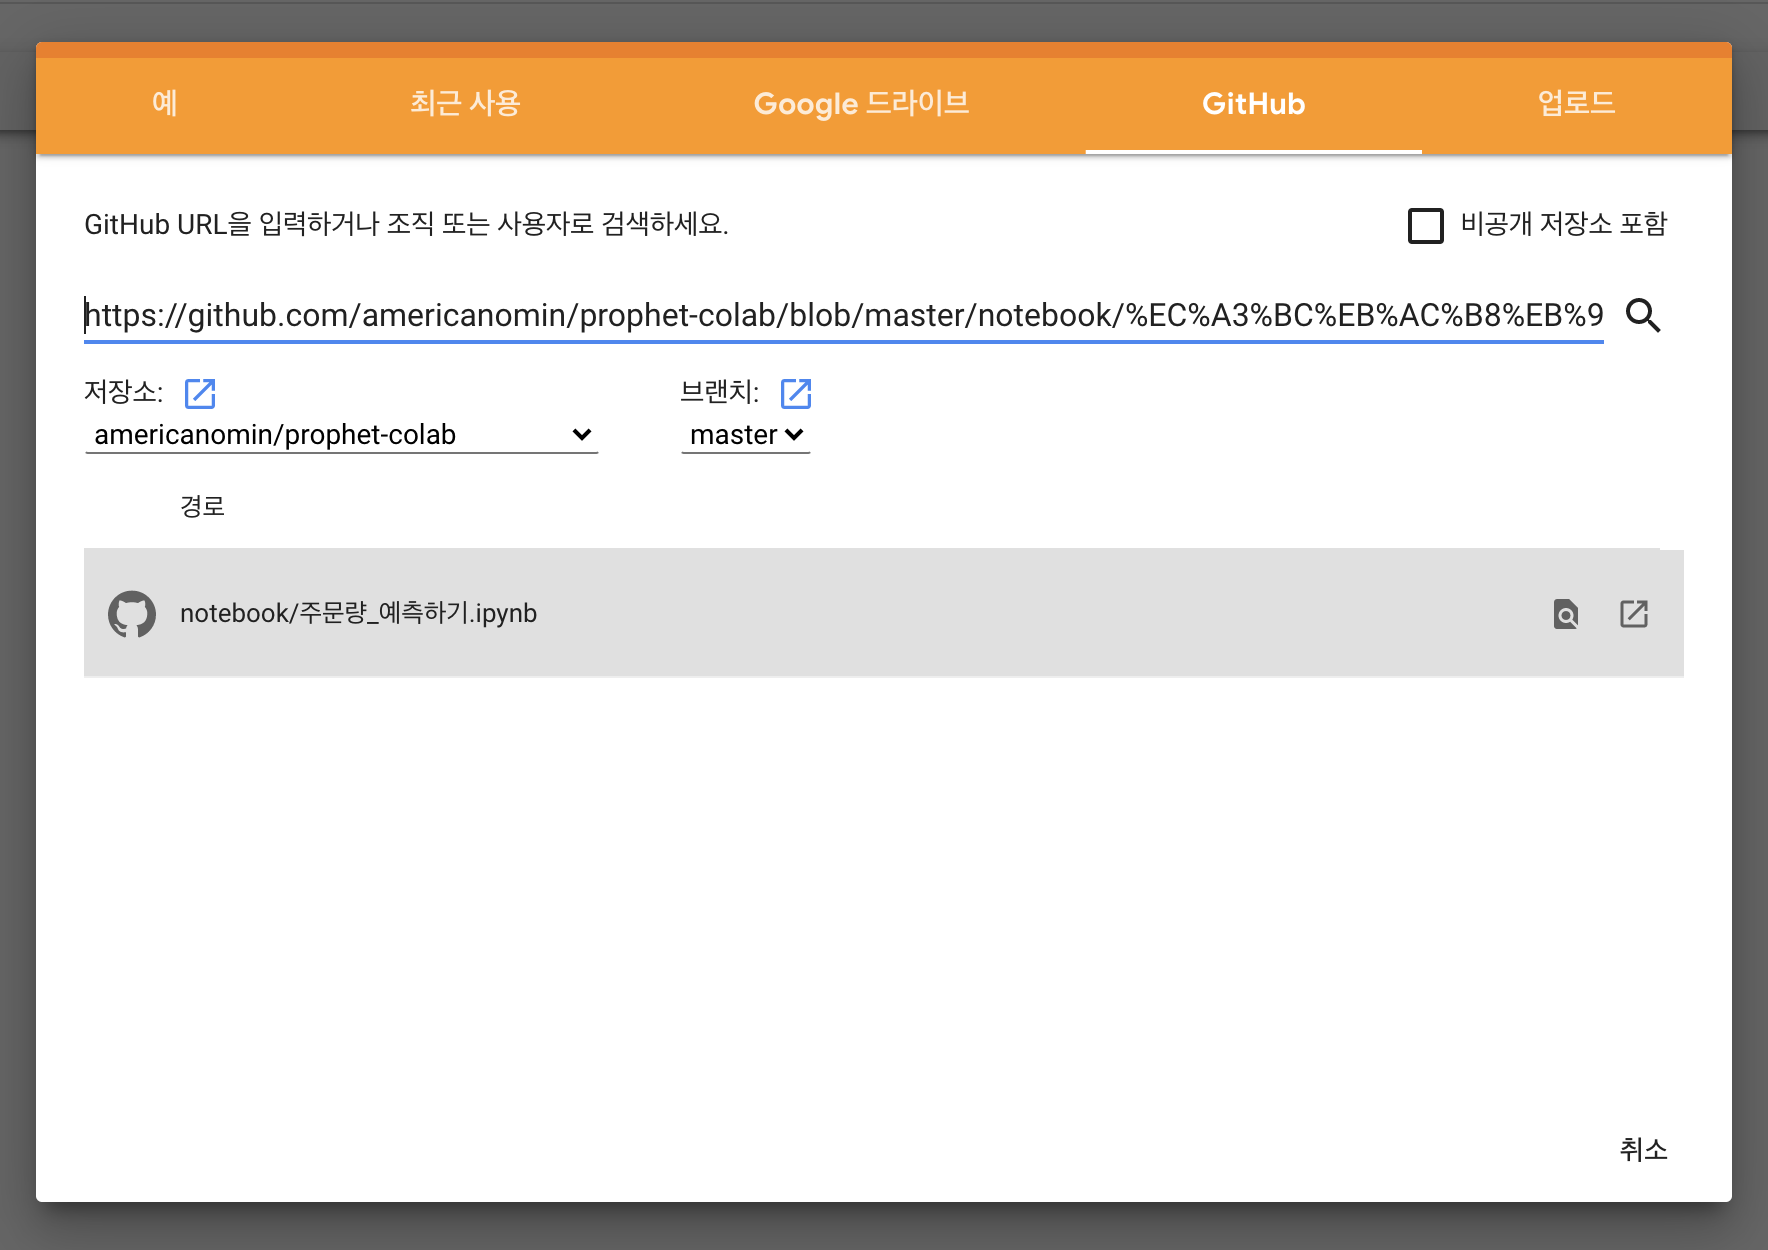 예 최근 사용 Google 드라이브 GitHub 업로드
GitHub URL을 입력하거나 조직 또는 사용자로 검색하세요. 비공개 저장소 포함
https://github.com/americanomin/prophet-colab/blob/master/notebook/%EC%A3%BC%EB%AC%B8%EB%9
저장소: 브랜치:
americanomin/prophet-colab master
경로
notebook/주문량_예측하기.ipynb
취소